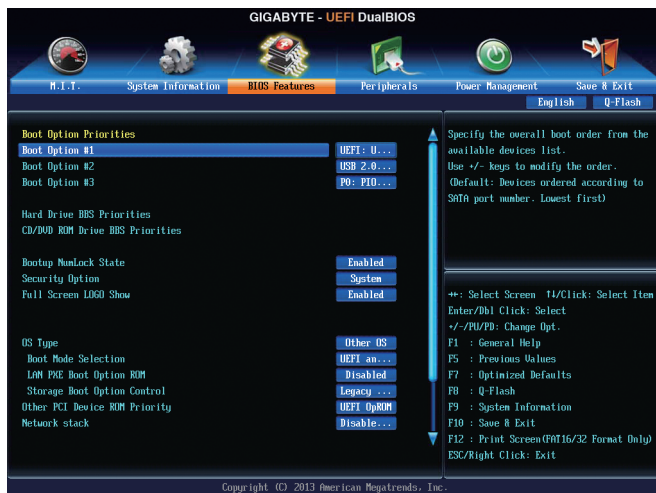 GIGABYTE - UEFI DualBIOS
M.I.T. System Information BIOS Features Peripherals Power Management Save & Exit
English Q-Flash
Boot Option Priorities
Boot Option #1 UEFI: U...
Boot Option #2 USB 2.0...
Boot Option #3 P0: PIO...
Hard Drive BBS Priorities
CD/DVD ROM Drive BBS Priorities
Bootup NumLock State Enabled
Security Option System
Full Screen LOGO Show Enabled
OS Type Other OS
Boot Mode Selection UEFI an...
LAN PXE Boot Option ROM Disabled
Storage Boot Option Control Legacy ...
Other PCI Device ROM Priority UEFI OpROM
Network stack Disable...
Specify the overall boot order from the
available devices list.
Use +/- keys to modify the order.
(Default: Devices ordered according to
SATA port number. Lowest first)
→←: Select Screen ↑↓/Click: Select Item
Enter/Dbl Click: Select
+/-/PU/PD: Change Opt.
F1 : General Help
F5 : Previous Values
F7 : Optimized Defaults
F8 : Q-Flash
F9 : System Information
F10 : Save & Exit
F12 : Print Screen(FAT16/32 Format Only)
ESC/Right Click: Exit
Copyright (C) 2013 American Megatrends, Inc.